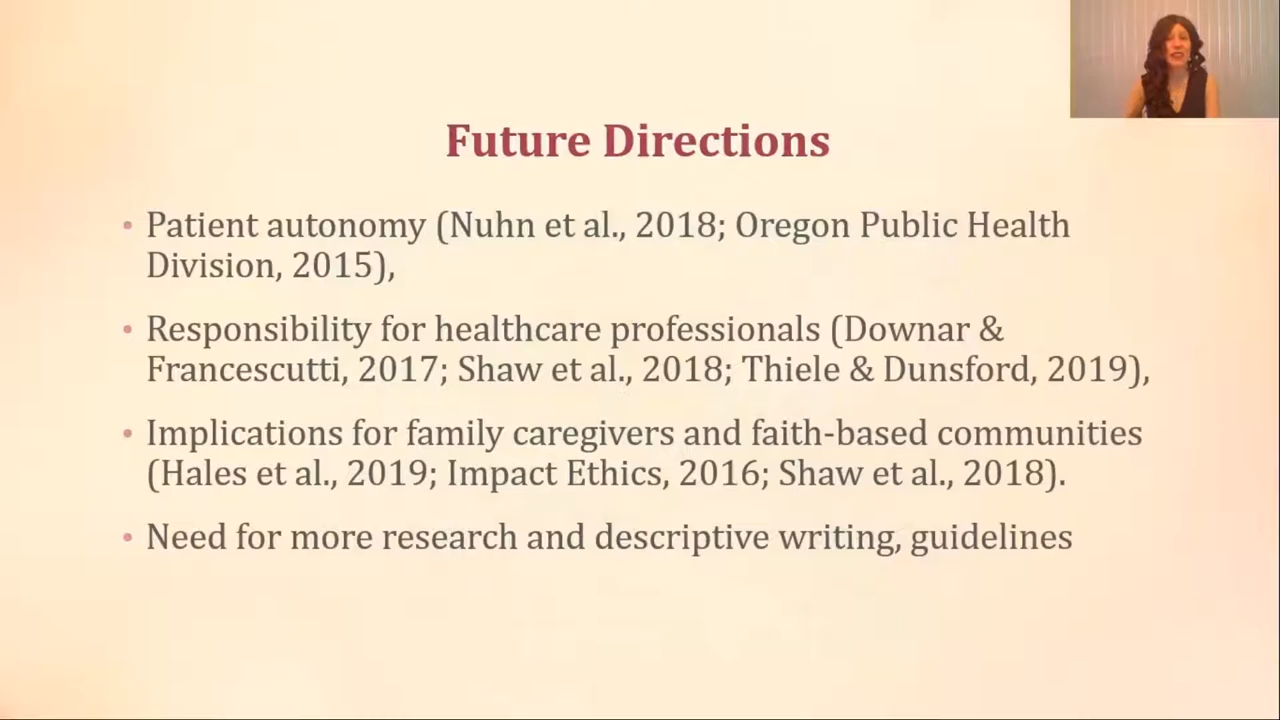 Future Directions
• Patient autonomy (Nuhn et al., 2018; Oregon Public Health
Division, 2015),
• Responsibility for healthcare professionals (Downar &
Francescutti, 2017; Shaw et al., 2018; Thiele & Dunsford, 2019),
• Implications for family caregivers and faith-based communities
(Hales et al., 2019; Impact Ethics, 2016; Shaw et al., 2018).
• Need for more research and descriptive writing, guidelines